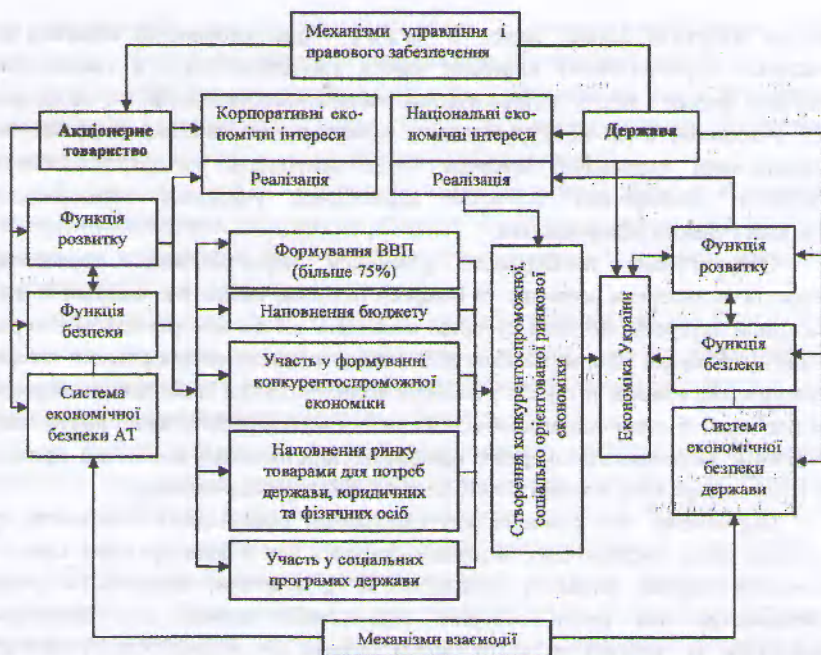 Механізми управління і
правового забезпечення
Акціонерне
товариство
Корпоративні еко-
номічні інтереси
Реалізація
Національні еко-
номічні інтереси
Реалізація
Держава
Функція
розвитку
Функція
безпеки
Система
економічної
безпеки АТ
Формування ВВП
(більше 75%)
Наповнення бюджету
Участь у формування
конкурентоспроможної
економіки
Наповнення ринку
товарами для потреб
держави, юридичних
та фізичних осіб
Участь у соціальних
програмах держави
Створення конкурентоспроможної
соціально орієнтованої ринкової
економіки
Економіка України
Функція
розвитку
Функція
безпеки
Система
економічної
безпеки
держави
Механізми взаємодії